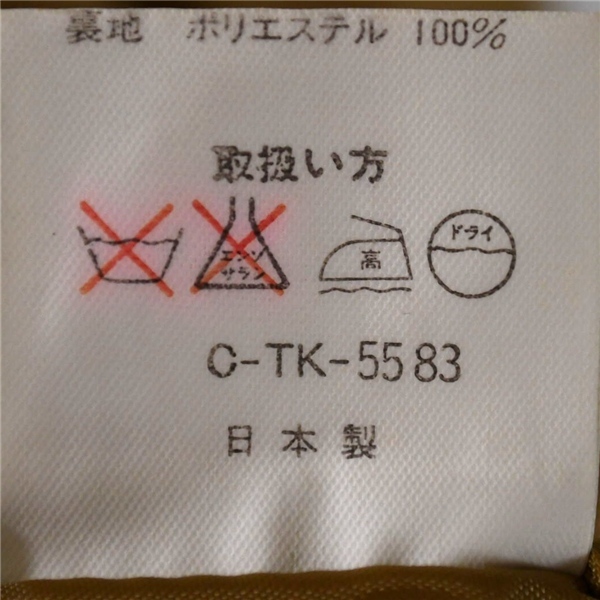 裏地 ポリエステル 100%
取扱い方
エンソ
サラシ
高
ドライ
C-TK-5583
日本製